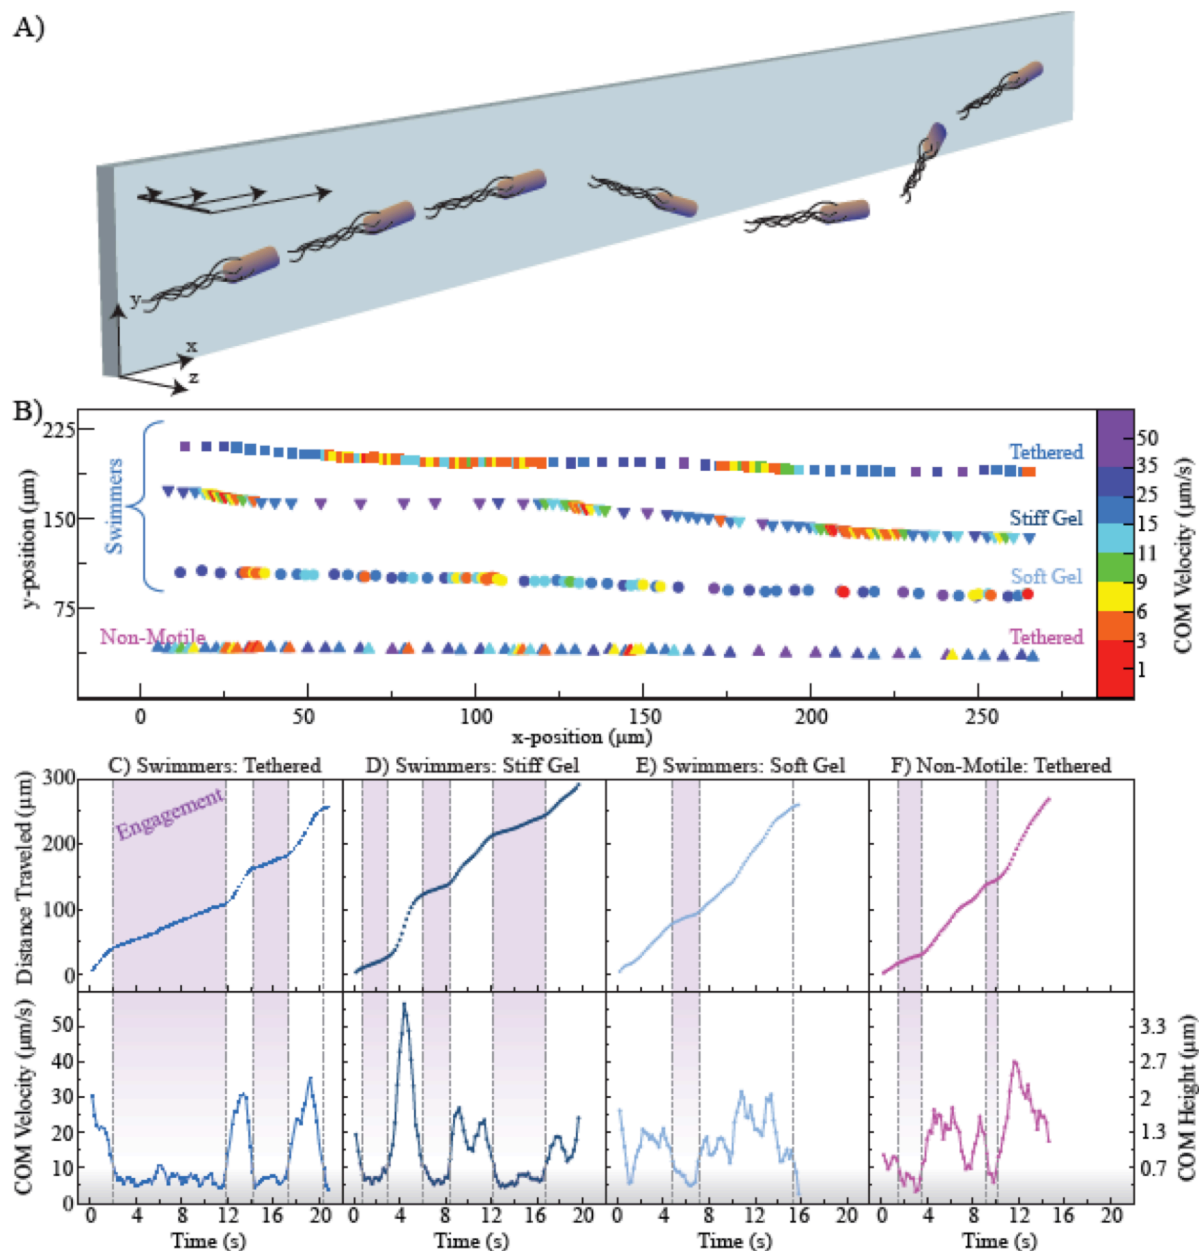 A)
y
x
z
B)
225
150
75
y-position (μm)
Swimmers
Tethered
Stiff Gel
Soft Gel
Non-Motile
Tethered
0
50
100
150
200
250
x-position (μm)
50
35
25
15
11
9
6
3
1
COM Velocity (μm/s)
C) Swimmers: Tethered
D) Swimmers: Stiff Gel
E) Swimmers: Soft Gel
F) Non-Motile: Tethered
300
200
100
0
Distance Traveled (μm)
Engagement
50
40
30
20
10
0
COM Velocity (μm/s)
3.3
2.7
2
1.3
0.7
COM Height (μm)
0 4 8 12 16 20
0 4 8 12 16 20
0 4 8 12 16 20
0 4 8 12 16 20
Time (s)
Time (s)
Time (s)
Time (s)